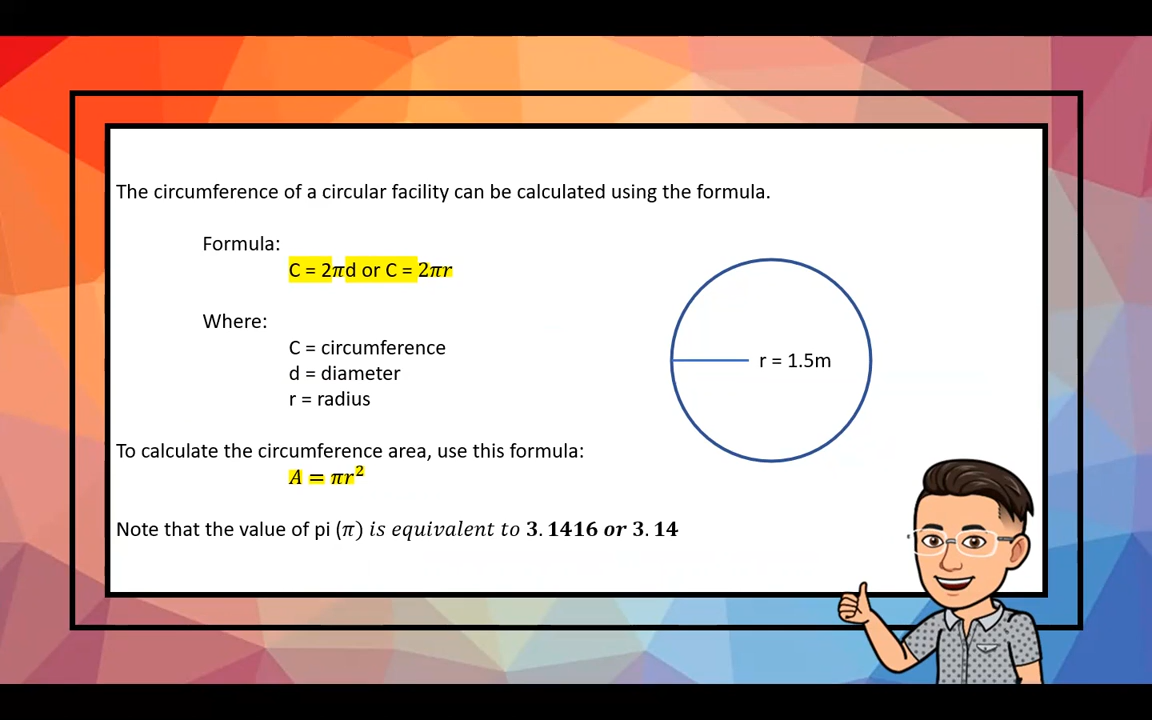 The circumference of a circular facility can be calculated using the formula.
Formula:
C = 2πd or C = 2πr
Where:
C = circumference
d = diameter
r = radius
r = 1.5m
To calculate the circumference area, use this formula:
A = πr²
Note that the value of pi (π) is equivalent to 3.1416 or 3.14